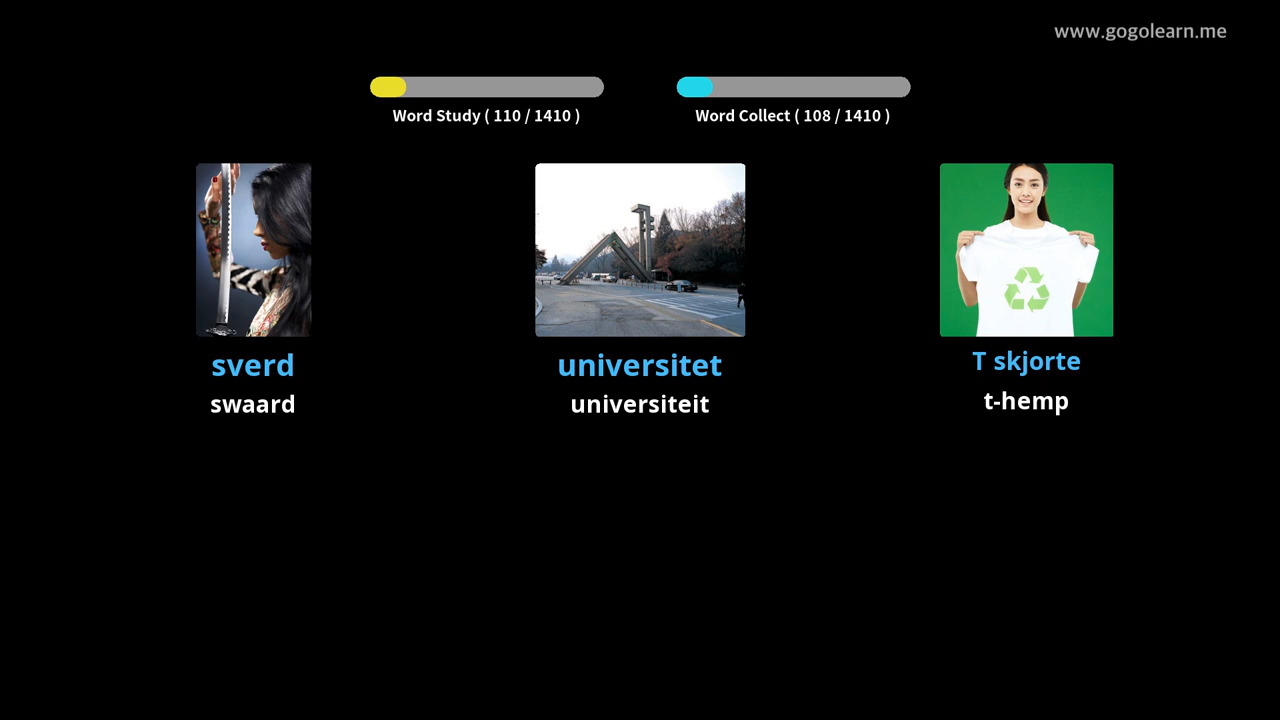 www.gogolearn.me
Word Study ( 110 / 1410 )
Word Collect ( 108 / 1410 )
sverd
swaard
universitet
universiteit
T skjorte
t-hemp